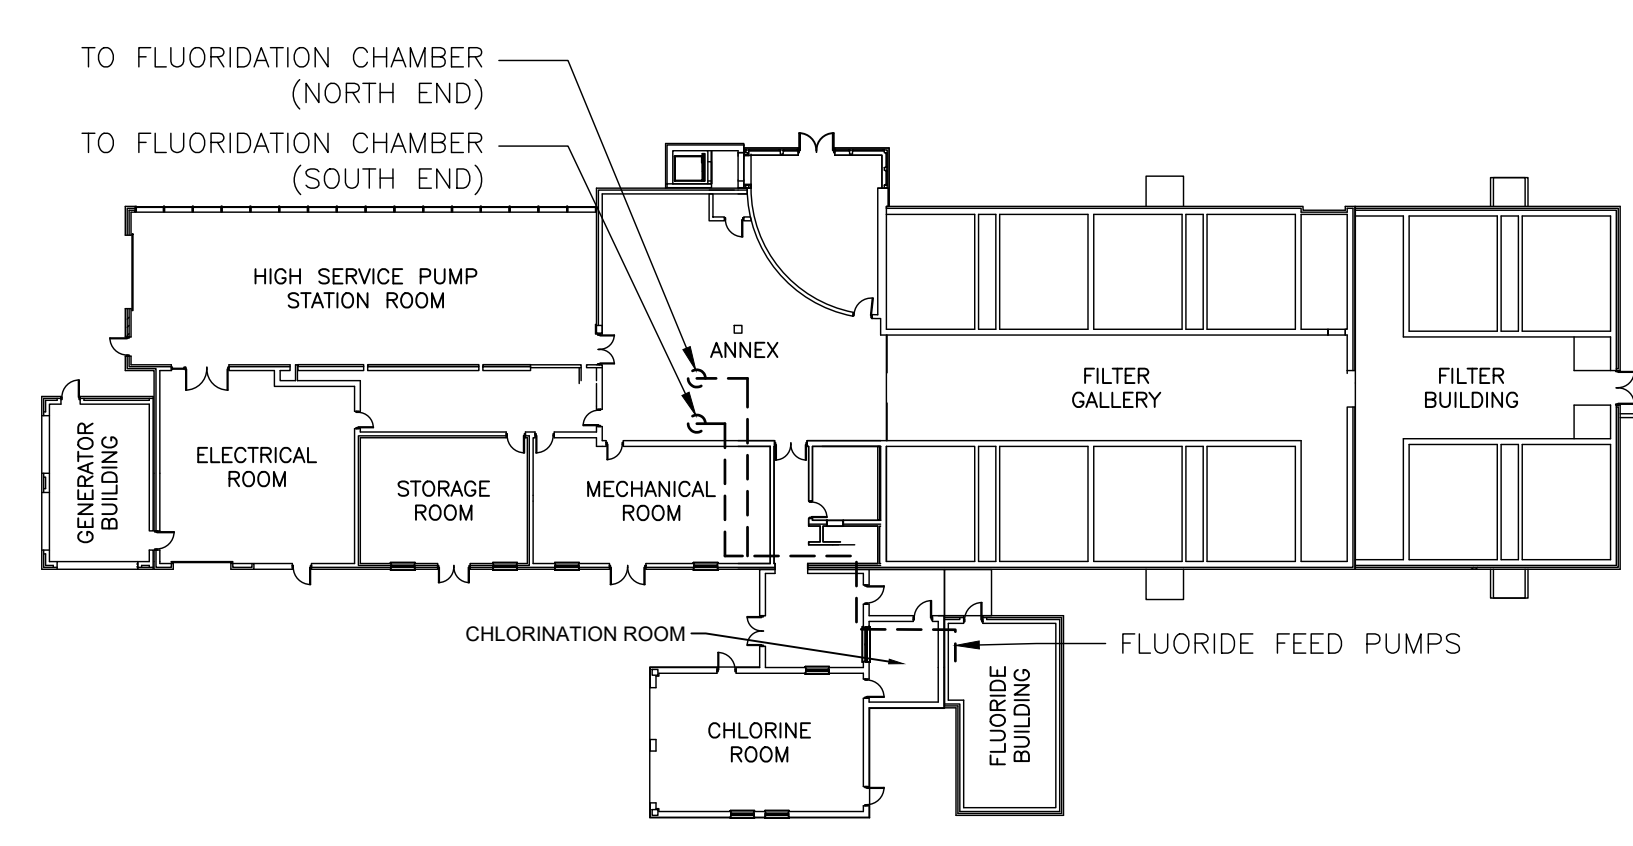 TO FLUORIDATION CHAMBER
(NORTH END)
TO FLUORIDATION CHAMBER
(SOUTH END)
HIGH SERVICE PUMP
STATION ROOM
ANNEX
FILTER
GALLERY
FILTER
BUILDING
GENERATOR
BUILDING
ELECTRICAL
ROOM
STORAGE
ROOM
MECHANICAL
ROOM
CHLORINATION ROOM
FLUORIDE FEED PUMPS
FLUORIDE
BUILDING
CHLORINE
ROOM